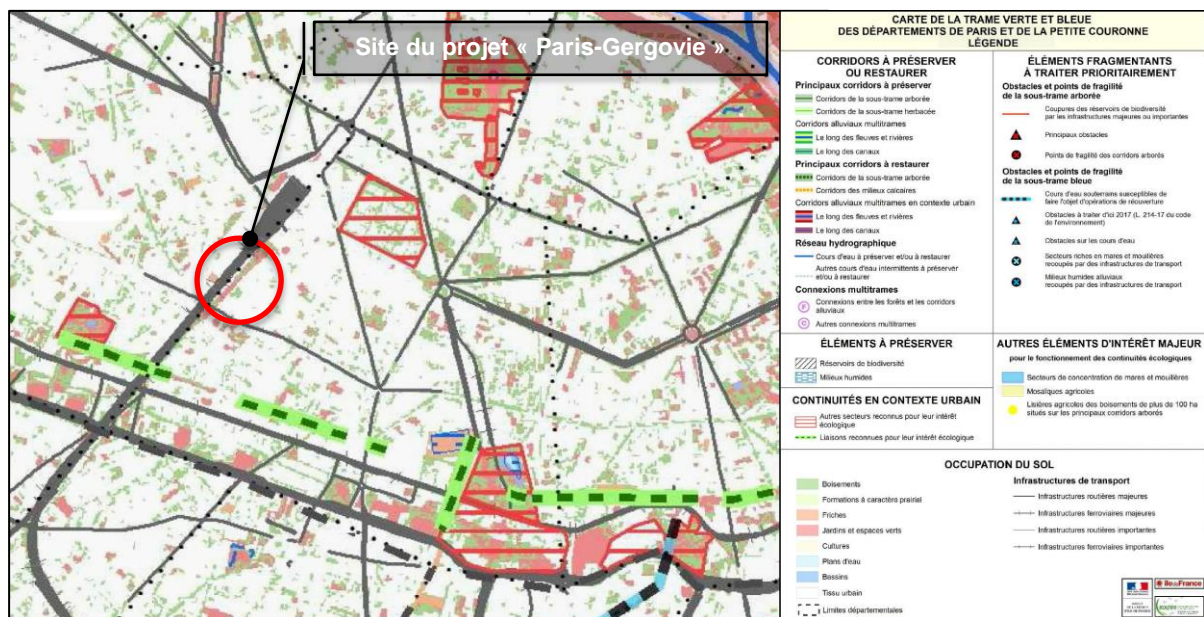 Site du projet « Paris-Gergovie »
CARTE DE LA TRAME VERTE ET BLEUE
DES DÉPARTEMENTS DE PARIS ET DE LA PETITE COURONNE
LÉGENDE
CORRIDORS À PRÉSERVER
OU RESTAURER
Principaux corridors à préserver
Corridors de la sous-trame arborée
Corridors de la sous-trame herbacée
Corridors alluviaux multitrames
Le long des fleuves et rivières
Le long des canaux
Principaux corridors à restaurer
Corridors de la sous-trame arborée
Corridors des milieux calcaires
Corridors alluviaux multitrames en contexte urbain
Le long des fleuves et rivières
Le long des canaux
Réseau hydrographique
Cours d'eau à préserver et/ou à restaurer
Autres cours d'eau intermittents à préserver
et/ou à restaurer
Connexions multitrames
F
Connexions entre les forêts et les corridors
alluviaux
C
Autres connexions multitrames
ÉLÉMENTS FRAGMENTANTS
À TRAITER PRIORITAIREMENT
Obstacles et points de fragilité
de la sous-trame arborée
Coupures des réservoirs de biodiversité
par les infrastructures majeures ou importantes
Principaux obstacles
Points de fragilité des corridors arborés
Obstacles et points de fragilité
de la sous-trame bleue
Cours d'eau souterrains susceptibles de
faire l'objet d'opérations de réouverture
Obstacles à traiter d'ici 2017 (L. 214-17 du code
de l'environnement)
Obstacles sur les cours d'eau
Secteurs riches en mares et mouillères
recoupés par des infrastructures de transport
Milieux humides alluviaux
recoupés par des infrastructures de transport
ÉLÉMENTS À PRÉSERVER
Réservoirs de biodiversité
Milieux humides
CONTINUITÉS EN CONTEXTE URBAIN
Autres secteurs reconnus pour leur intérêt
écologique
Liaisons reconnues pour leur intérêt écologique
AUTRES ÉLÉMENTS D'INTÉRÊT MAJEUR
pour le fonctionnement des continuités écologiques
Secteurs de concentration de mares et mouillères
Mosaïques agricoles
Lisières agricoles des boisements de plus de 100 ha
situés sur les principaux corridors arborés
OCCUPATION DU SOL
Boisements
Formations à caractère prairial
Friches
Jardins et espaces verts
Cultures
Plans d'eau
Bassins
Tissu urbain
Limites départementales
Infrastructures de transport
Infrastructures routières majeures
Infrastructures ferroviaires majeures
Infrastructures routières importantes
Infrastructures ferroviaires importantes
îledeFrance